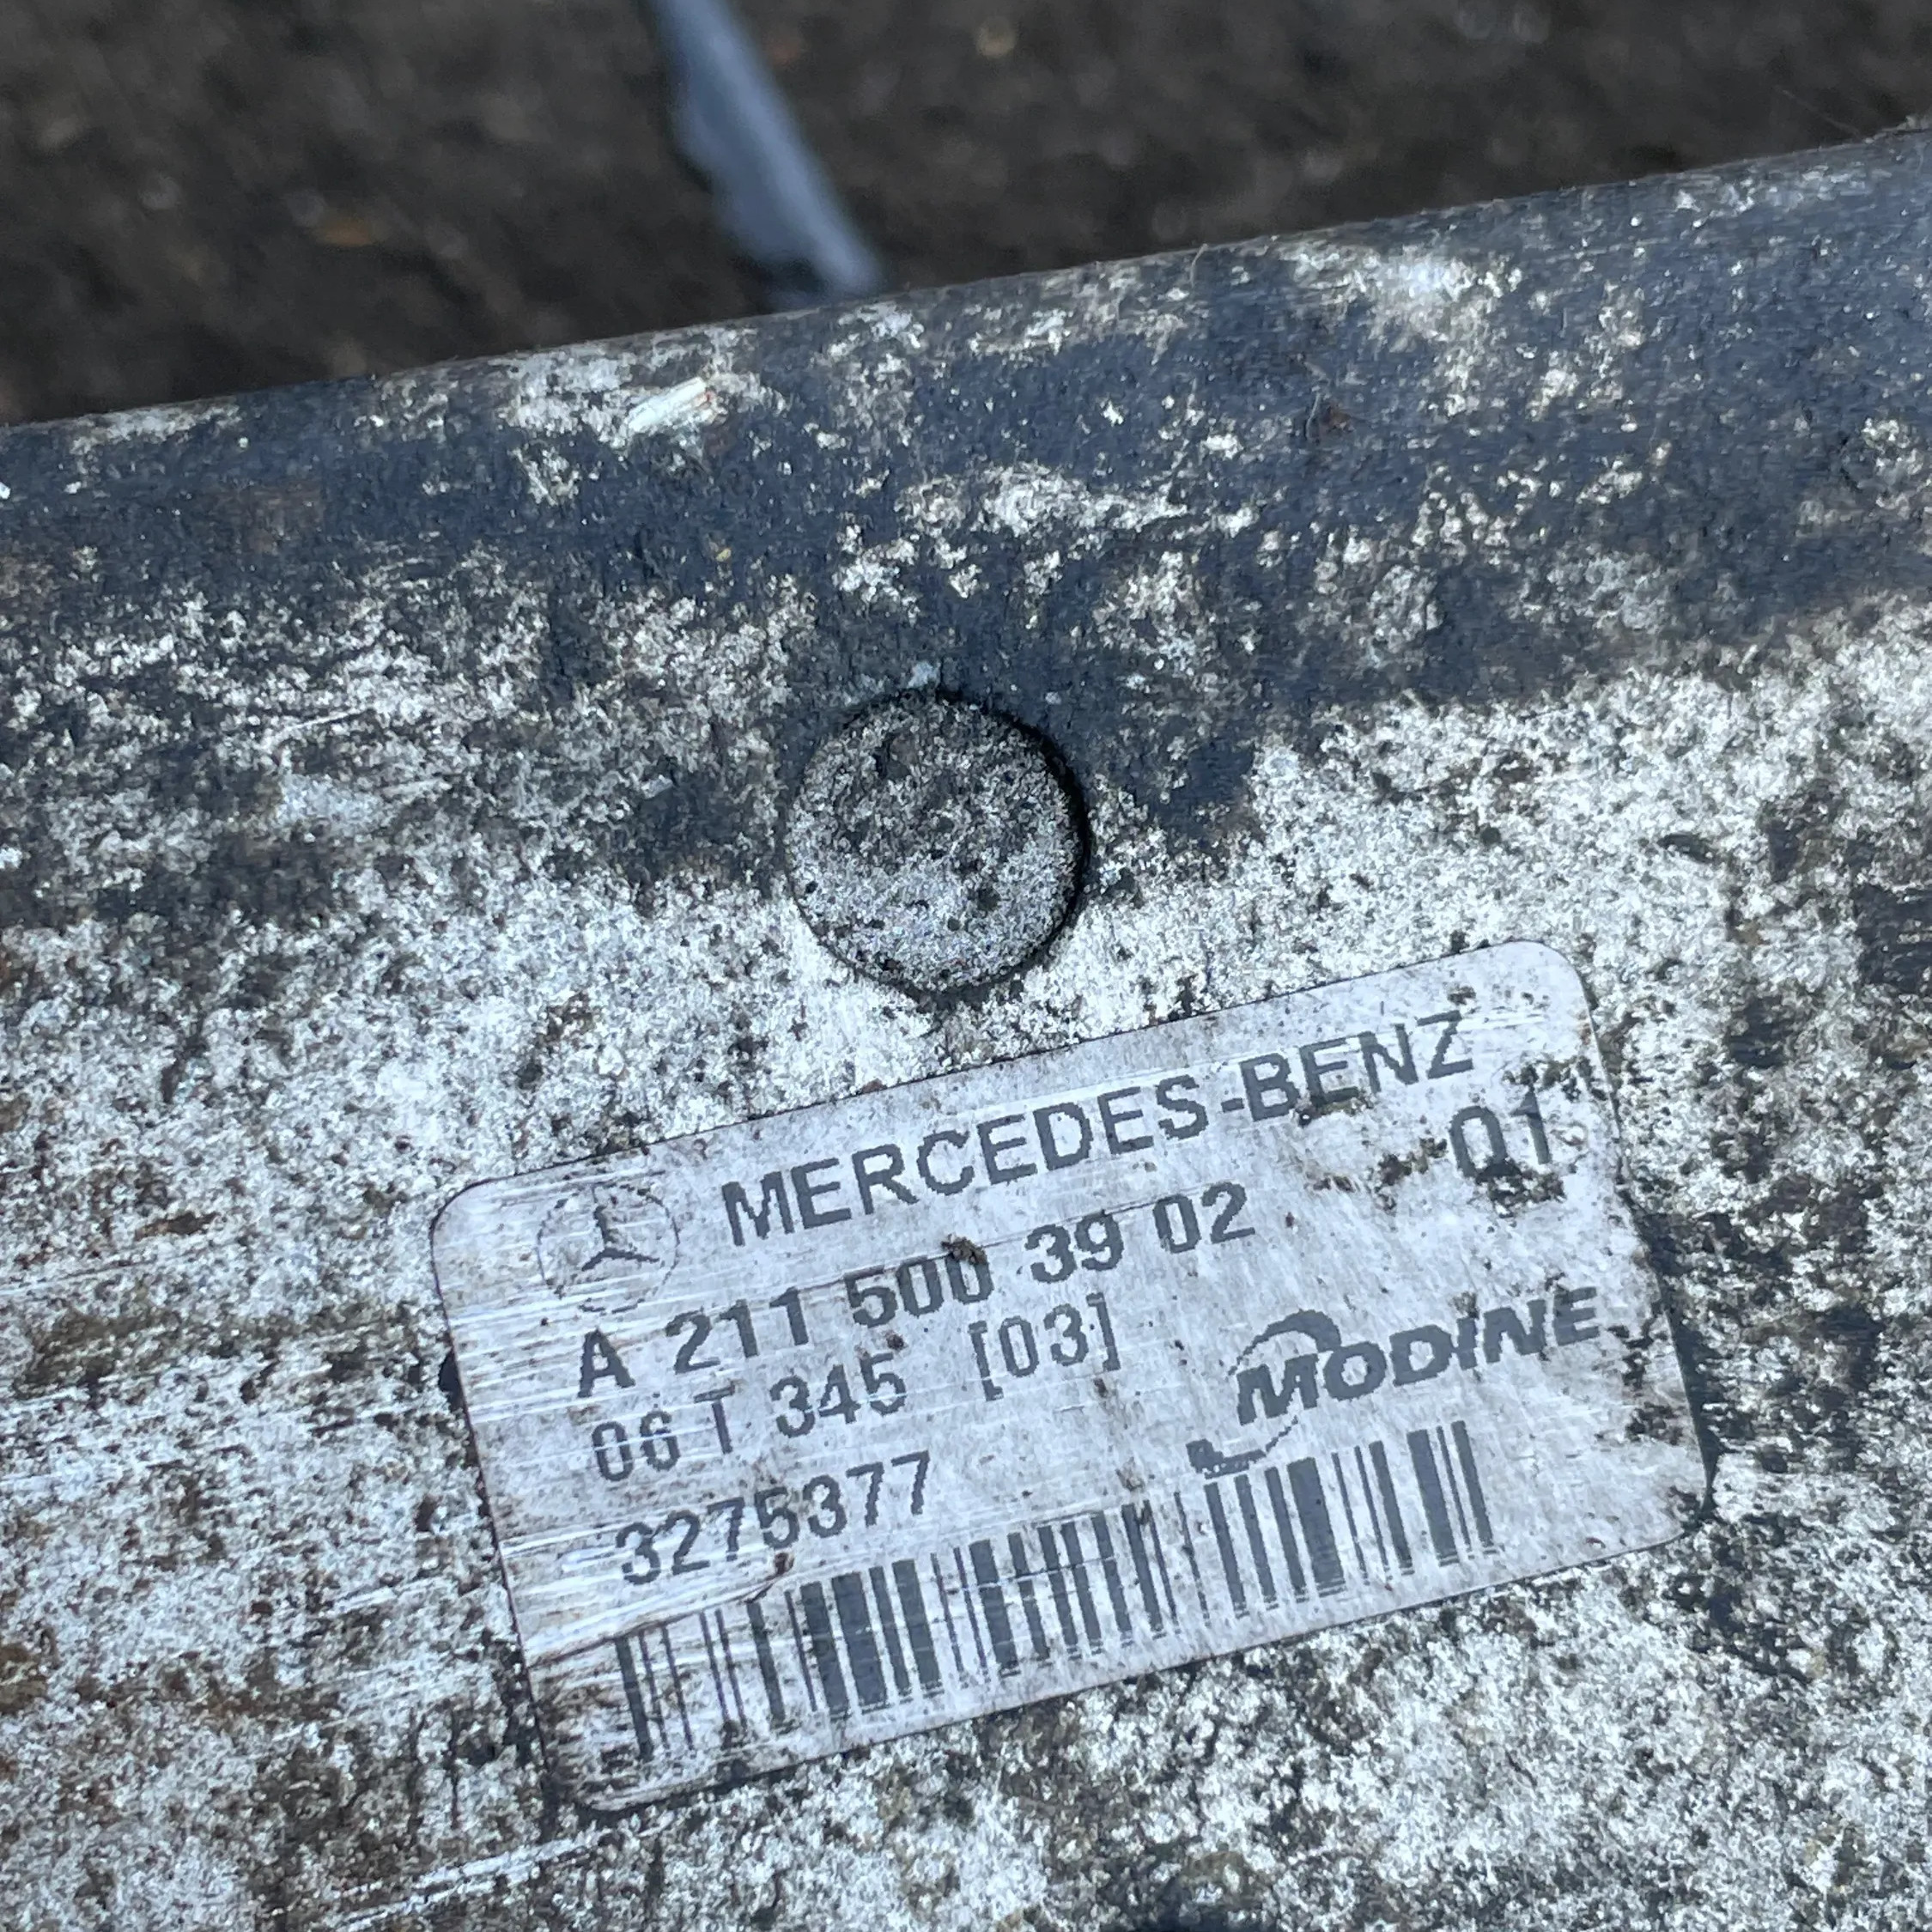 MERCEDES-BENZ
A 211 500 39 02 Q1
06 T 345 [03]
MODINE
3275377